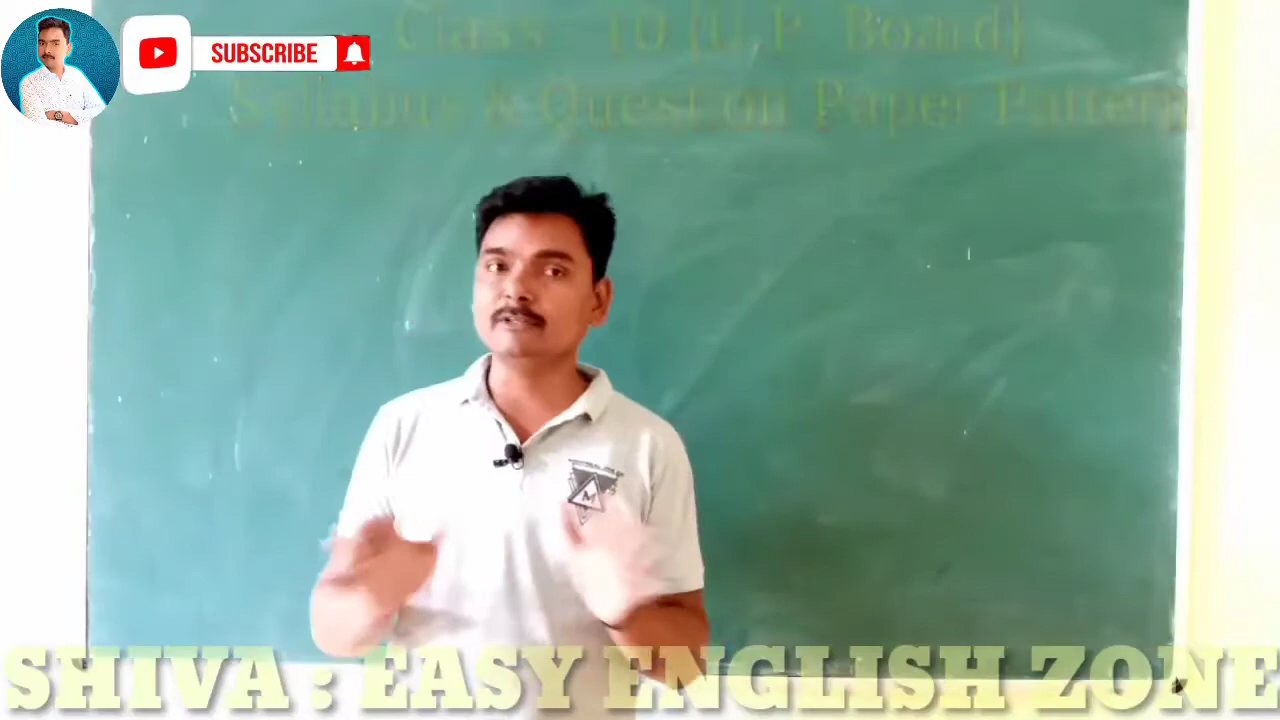 SUBSCRIBE
Class 10 [U.P Board]
Syllabus & Question Paper Pattern
SHIVA : EASY ENGLISH ZONE